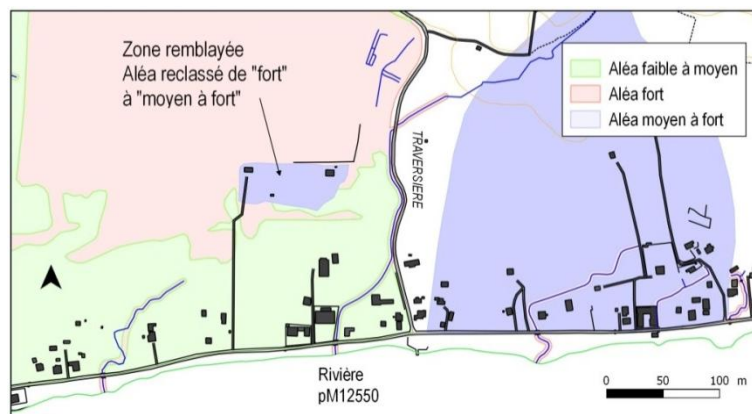 Zone remblayée
Aléa reclassé de "fort"
à "moyen à fort"
Aléa faible à moyen
Aléa fort
Aléa moyen à fort
TRAVERSIERE
Rivière
pM12550
0 50 100 m